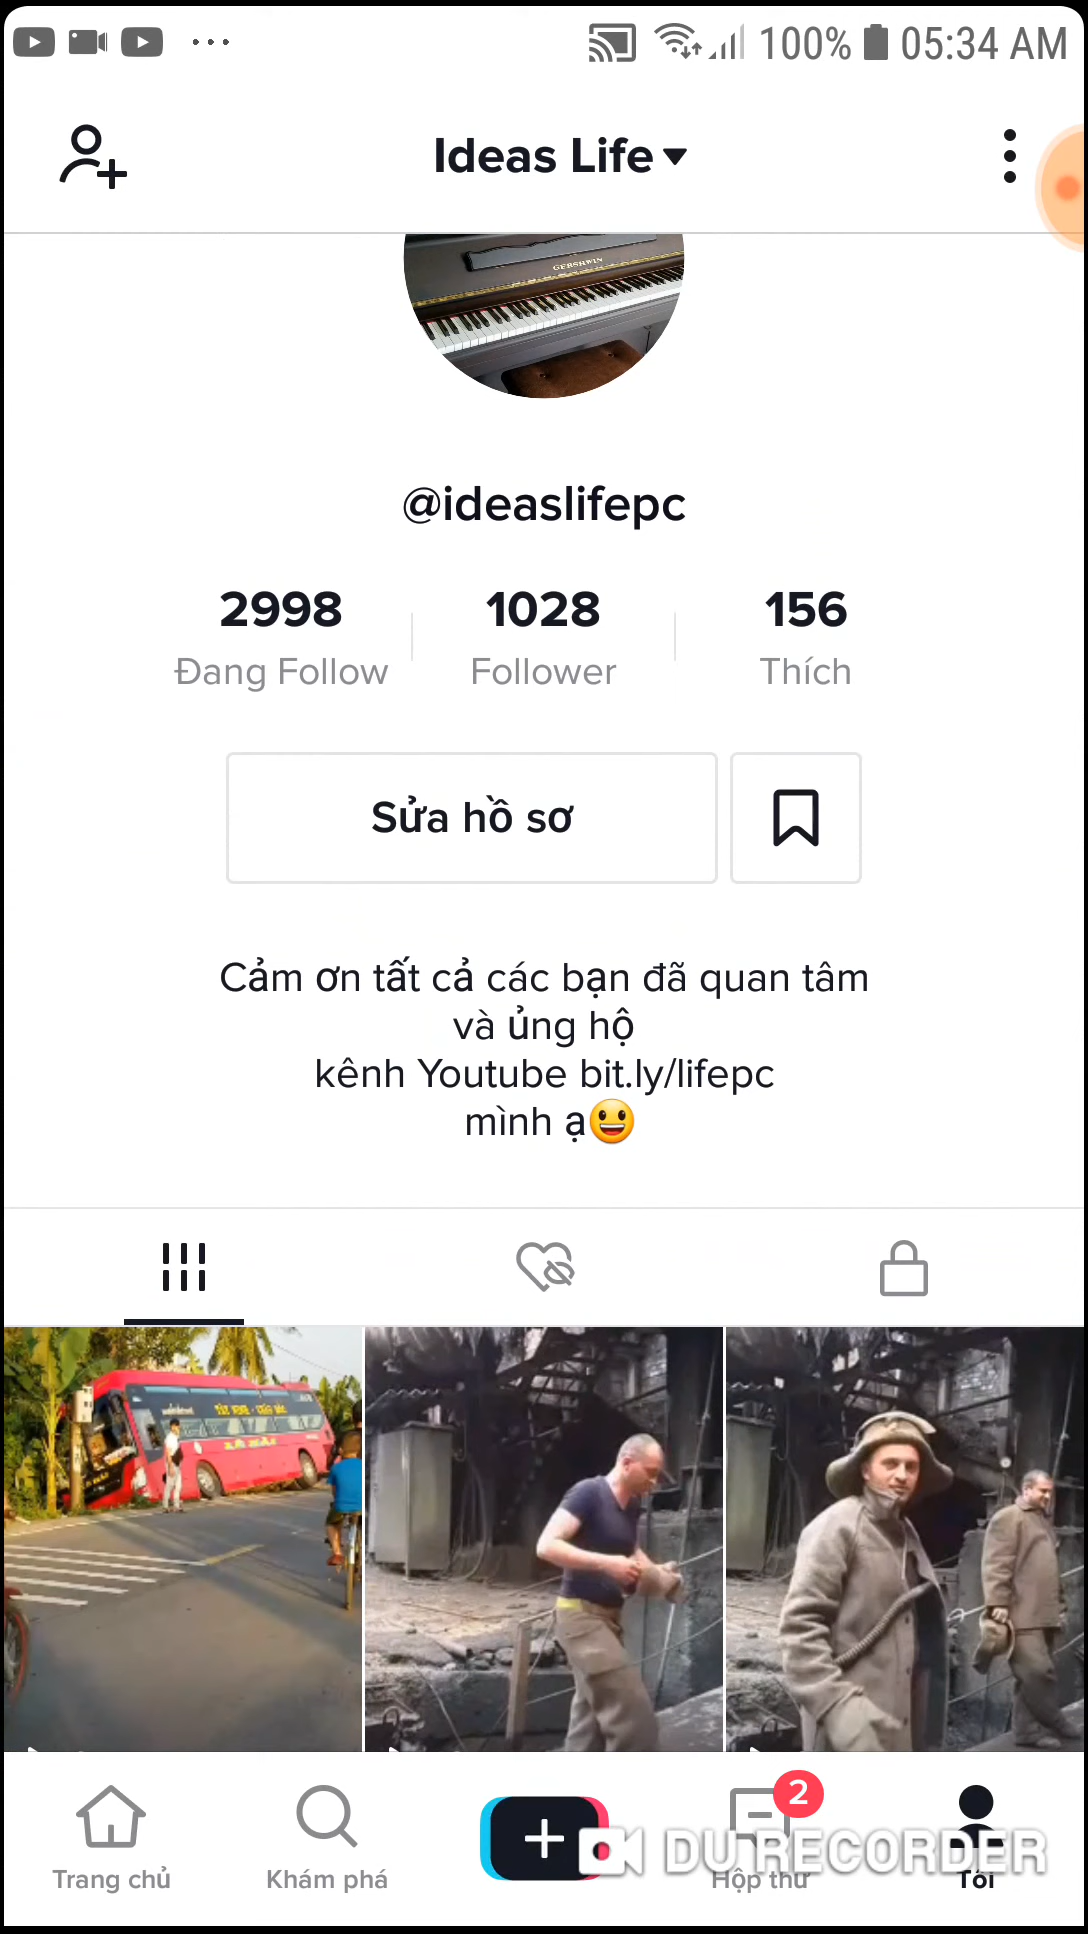 100% 05:34 AM
Ideas Life
GERSHWIN
@ideaslifepc
2998 1028 156
Đang Follow Follower Thích
Sửa hồ sơ
Cảm ơn tất cả các bạn đã quan tâm
và ủng hộ
kênh Youtube bit.ly/lifepc
mình ạ
2
DU RECORDER
Trang chủ Khám phá Hộp thư Tôi